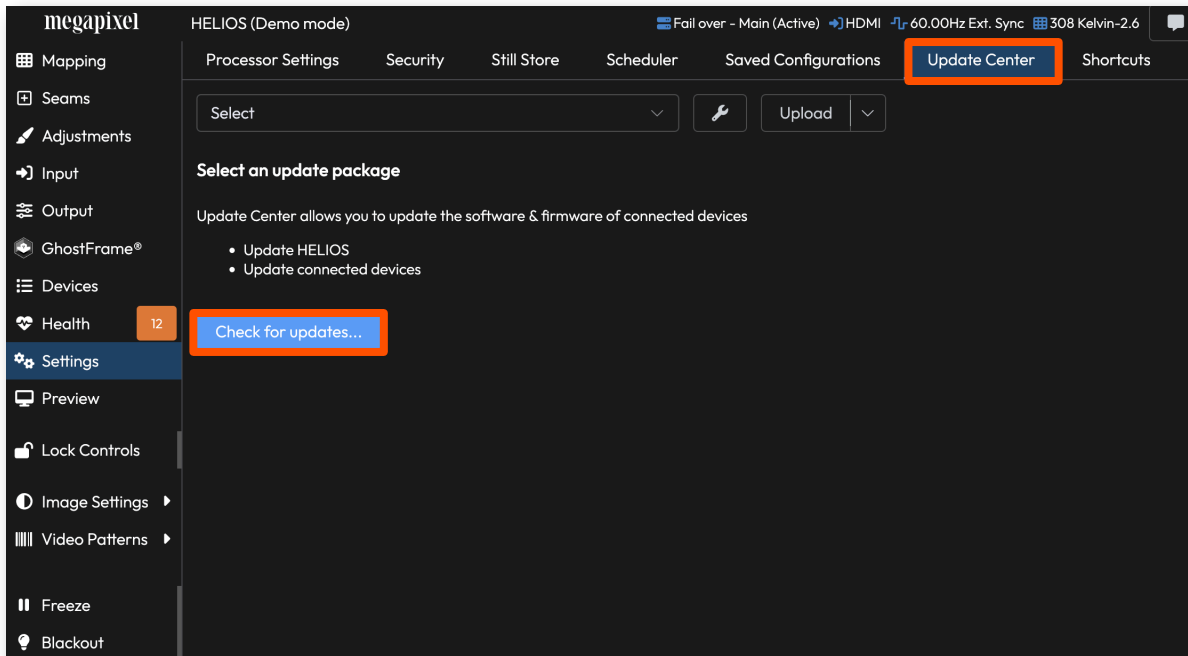 megapixel
HELIOS (Demo mode)
Fail over - Main (Active) HDMI 60.00Hz Ext. Sync 308 Kelvin-2.6
Mapping
Seams
Adjustments
Input
Output
GhostFrame®
Devices
Health 12
Settings
Preview
Lock Controls
Image Settings
Video Patterns
Freeze
Blackout
Processor Settings Security Still Store Scheduler Saved Configurations Update Center Shortcuts
Select Upload
Select an update package
Update Center allows you to update the software & firmware of connected devices
• Update HELIOS
• Update connected devices
Check for updates...